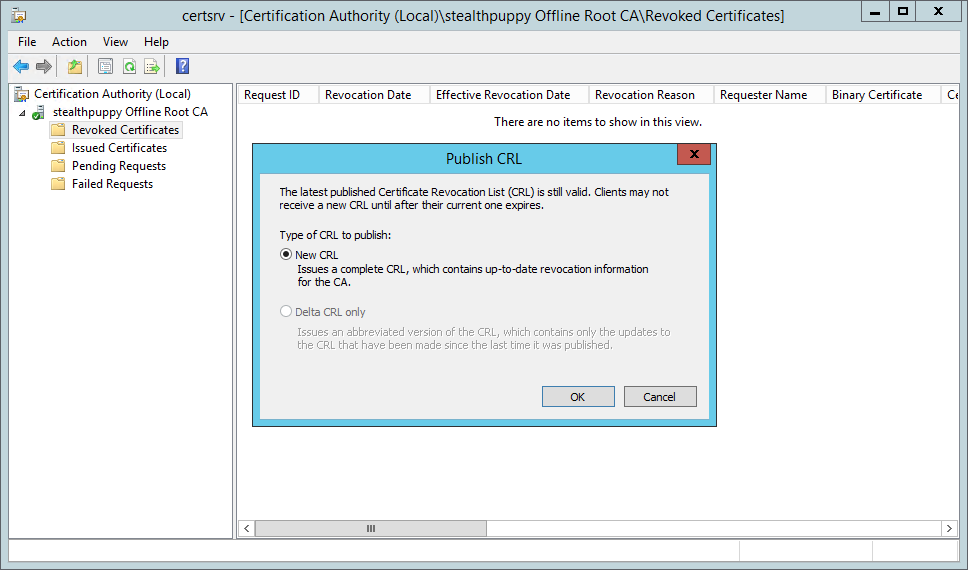 certsrv - [Certification Authority (Local)\stealthpuppy Offline Root CA\Revoked Certificates]
File Action View Help
Certification Authority (Local)
stealthpuppy Offline Root CA
Revoked Certificates
Issued Certificates
Pending Requests
Failed Requests
Request ID Revocation Date Effective Revocation Date Revocation Reason Requester Name Binary Certificate Ce
There are no items to show in this view.
Publish CRL
The latest published Certificate Revocation List (CRL) is still valid. Clients may not
receive a new CRL until after their current one expires.
Type of CRL to publish:
New CRL
Issues a complete CRL, which contains up-to-date revocation information
for the CA.
Delta CRL only
Issues an abbreviated version of the CRL, which contains only the updates to
the CRL that have been made since the last time it was published.
OK Cancel